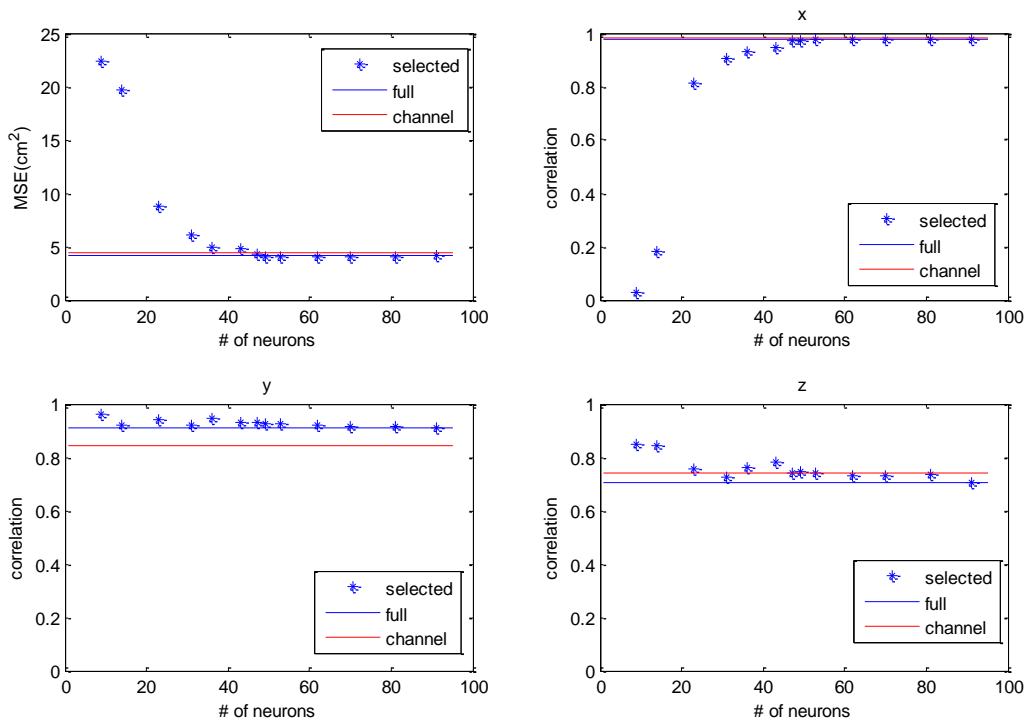 25
20
15
10
5
0
MSE(cm²)
selected
full
channel
0 20 40 60 80 100
# of neurons
x
1
0.8
0.6
0.4
0.2
0
correlation
selected
full
channel
0 20 40 60 80 100
# of neurons
y
1
0.8
0.6
0.4
0.2
0
correlation
selected
full
channel
0 20 40 60 80 100
# of neurons
z
1
0.8
0.6
0.4
0.2
0
correlation
selected
full
channel
0 20 40 60 80 100
# of neurons